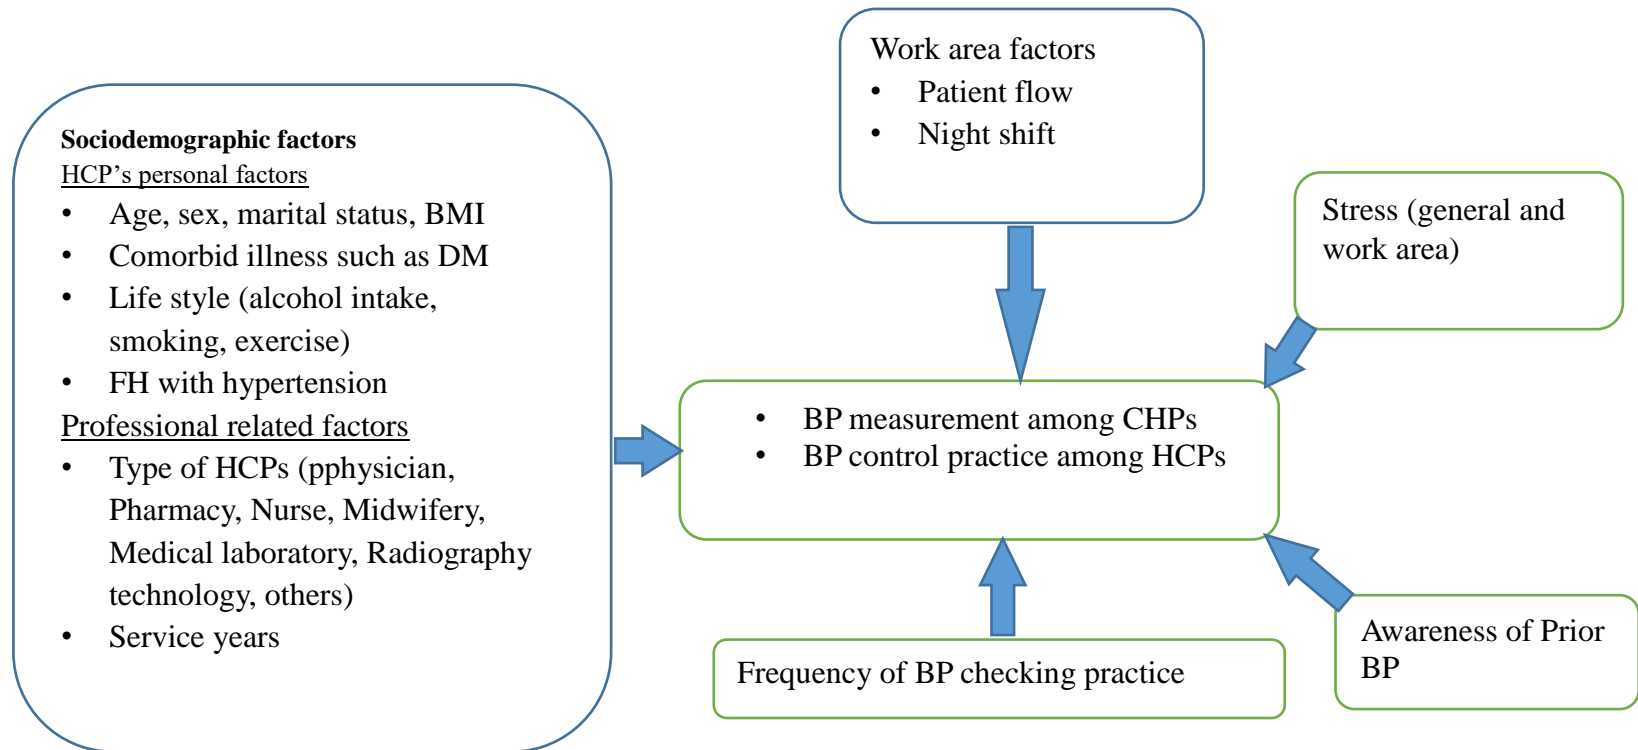 Work area factors
• Patient flow
• Night shift
Sociodemographic factors
HCP’s personal factors
• Age, sex, marital status, BMI
• Comorbid illness such as DM
• Life style (alcohol intake,
smoking, exercise)
• FH with hypertension
Professional related factors
• Type of HCPs (pphysician,
Pharmacy, Nurse, Midwifery,
Medical laboratory, Radiography
technology, others)
• Service years
Stress (general and
work area)
• BP measurement among CHPs
• BP control practice among HCPs
Frequency of BP checking practice
Awareness of Prior
BP